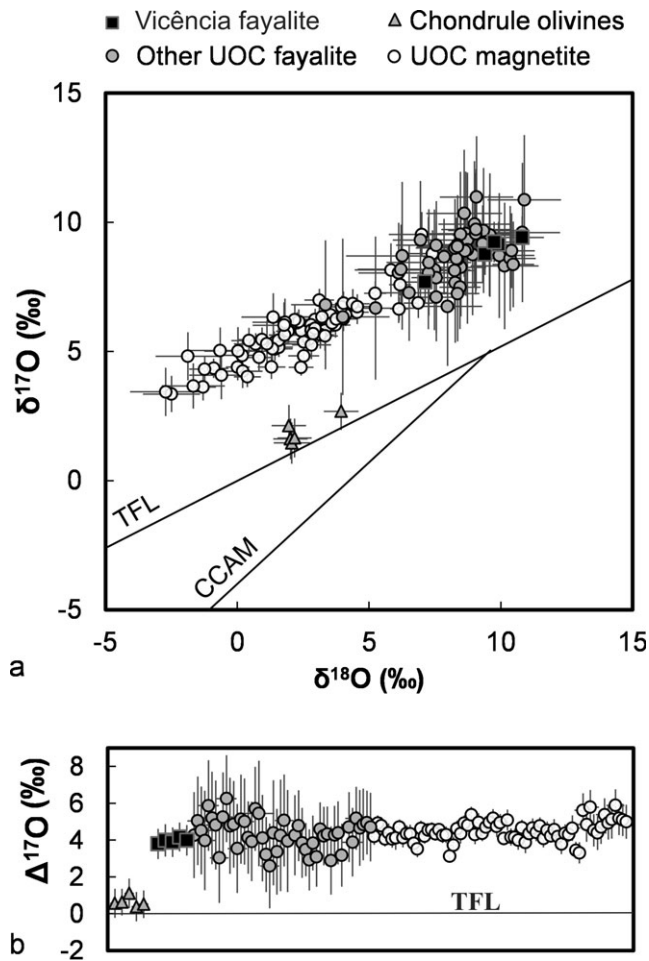 Vicência fayalite
Chondrule olivines
Other UOC fayalite
UOC magnetite
15
10
5
0
-5
δ17O (‰)
TFL
CCAM
-5
0
5
10
15
a
δ18O (‰)
8
6
4
2
0
-2
Δ17O (‰)
TFL
b